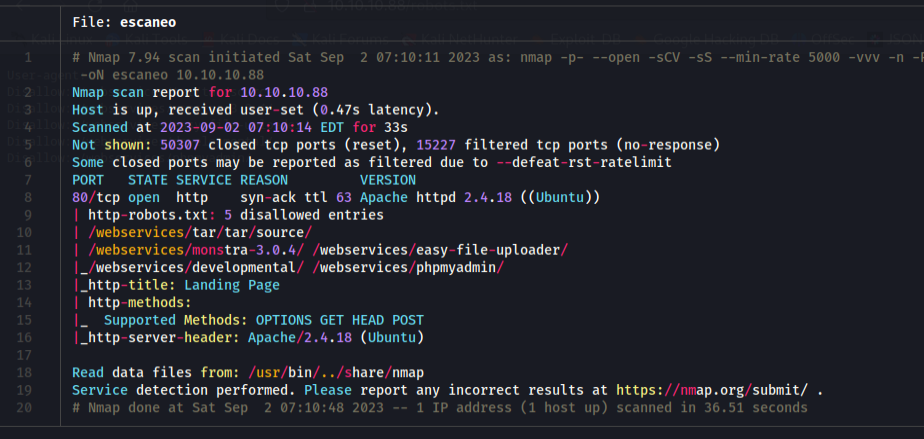 File: escaneo
1 # Nmap 7.94 scan initiated Sat Sep  2 07:10:11 2023 as: nmap -p- --open -sCV -sS --min-rate 5000 -vvv -n
-oN escaneo 10.10.10.88
2 Nmap scan report for 10.10.10.88
3 Host is up, received user-set (0.47s latency).
4 Scanned at 2023-09-02 07:10:14 EDT for 33s
5 Not shown: 50307 closed tcp ports (reset), 15227 filtered tcp ports (no-response)
6 Some closed ports may be reported as filtered due to --defeat-rst-ratelimit
7 PORT   STATE SERVICE REASON         VERSION
8 80/tcp open  http    syn-ack ttl 63 Apache httpd 2.4.18 ((Ubuntu))
9 | http-robots.txt: 5 disallowed entries
10 | /webservices/tar/tar/source/
11 | /webservices/monstra-3.0.4/ /webservices/easy-file-uploader/
12 |_/webservices/developmental/ /webservices/phpmyadmin/
13 |_http-title: Landing Page
14 | http-methods:
15 |_  Supported Methods: OPTIONS GET HEAD POST
16 |_http-server-header: Apache/2.4.18 (Ubuntu)
17
18 Read data files from: /usr/bin/../share/nmap
19 Service detection performed. Please report any incorrect results at https://nmap.org/submit/ .
20 # Nmap done at Sat Sep  2 07:10:48 2023 -- 1 IP address (1 host up) scanned in 36.51 seconds